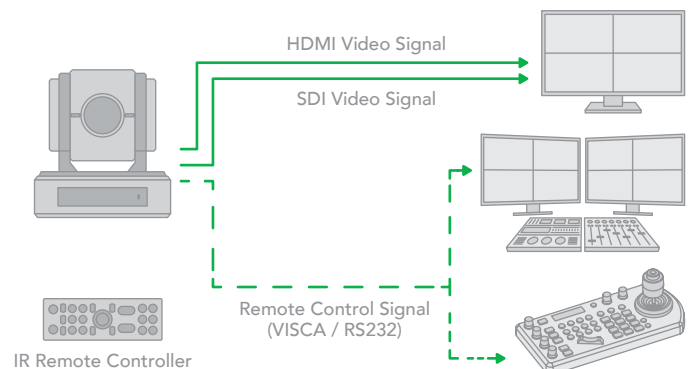 HDMI Video Signal
SDI Video Signal
Remote Control Signal
(VISCA / RS232)
IR Remote Controller